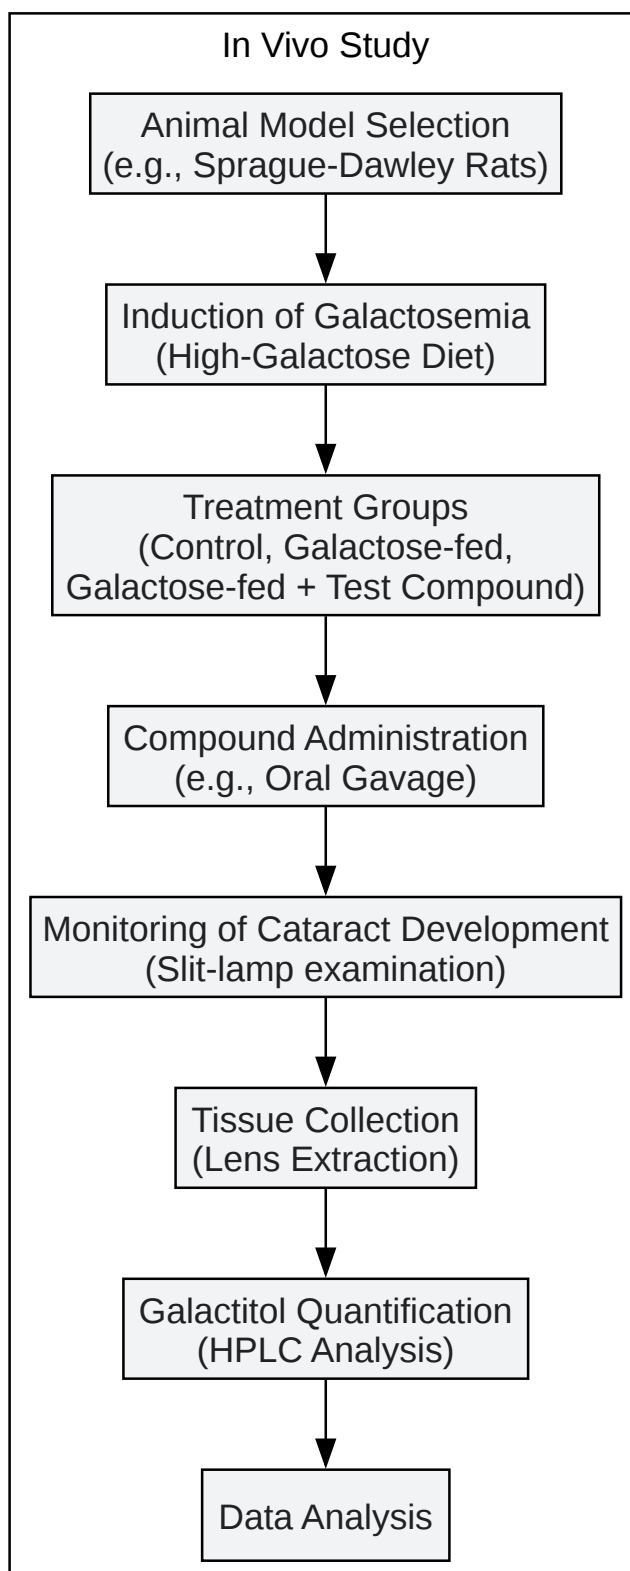 In Vivo Study
Animal Model Selection
(e.g., Sprague-Dawley Rats)
Induction of Galactosemia
(High-Galactose Diet)
Treatment Groups
(Control, Galactose-fed,
Galactose-fed + Test Compound)
Compound Administration
(e.g., Oral Gavage)
Monitoring of Cataract Development
(Slit-lamp examination)
Tissue Collection
(Lens Extraction)
Galactitol Quantification
(HPLC Analysis)
Data Analysis